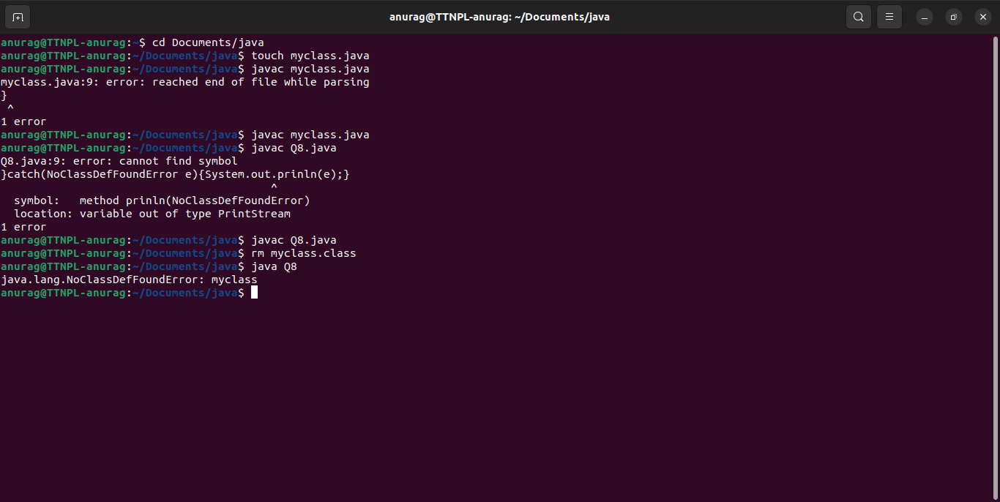 anurag@TTNPL-anurag: ~/Documents/java
anurag@TTNPL-anurag:~$ cd Documents/java
anurag@TTNPL-anurag:~/Documents/java$ touch myclass.java
anurag@TTNPL-anurag:~/Documents/java$ javac myclass.java
myclass.java:9: error: reached end of file while parsing
}
 ^
1 error
anurag@TTNPL-anurag:~/Documents/java$ javac myclass.java
anurag@TTNPL-anurag:~/Documents/java$ javac Q8.java
Q8.java:9: error: cannot find symbol
}catch(NoClassDefFoundError e){System.out.prinln(e);}
                                         ^
  symbol:   method prinln(NoClassDefFoundError)
  location: variable out of type PrintStream
1 error
anurag@TTNPL-anurag:~/Documents/java$ javac Q8.java
anurag@TTNPL-anurag:~/Documents/java$ rm myclass.class
anurag@TTNPL-anurag:~/Documents/java$ java Q8
java.lang.NoClassDefFoundError: myclass
anurag@TTNPL-anurag:~/Documents/java$